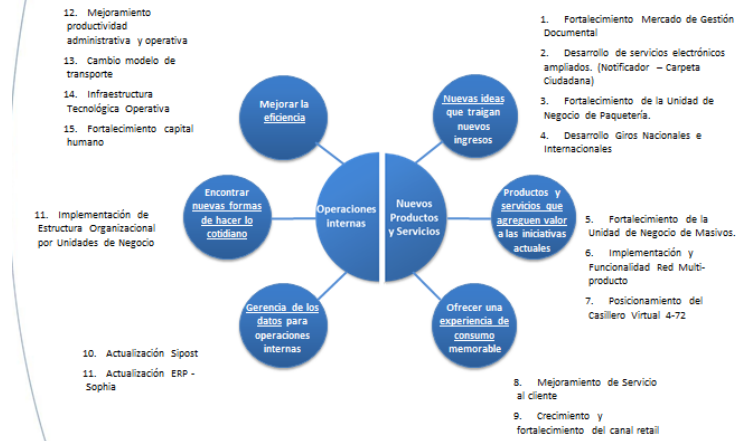 12. Mejoramiento
productividad
administrativa y operativa
13. Cambio modelo de
transporte
14. Infraestructura
Tecnológica Operativa
15. Fortalecimiento capital
humano
11. Implementación de
Estructura Organizacional
por Unidades de Negocio
10. Actualización Sipost
11. Actualización ERP -
Sophia
Mejorar la
eficiencia
Encontrar
nuevas formas
de hacer lo
cotidiano
Gerencia de los
datos para
operaciones
internas
Operaciones
internas
Nuevos
Productos
y Servicios
Nuevas ideas
que traigan
nuevos
ingresos
Productos y
servicios que
agreguen valor
a las iniciativas
actuales
Ofrecer una
experiencia de
consumo
memorable
1. Fortalecimiento Mercado de Gestión
Documental
2. Desarrollo de servicios electrónicos
ampliados. (Notificador – Carpeta
Ciudadana)
3. Fortalecimiento de la Unidad de
Negocio de Paquetería.
4. Desarrollo Giros Nacionales e
Internacionales
5. Fortalecimiento de la
Unidad de Negocio de Masivos.
6. Implementación y
Funcionalidad Red Multi-
producto
7. Posicionamiento del
Casillero Virtual 4-72
8. Mejoramiento de Servicio
al cliente
9. Crecimiento y
fortalecimiento del canal retail